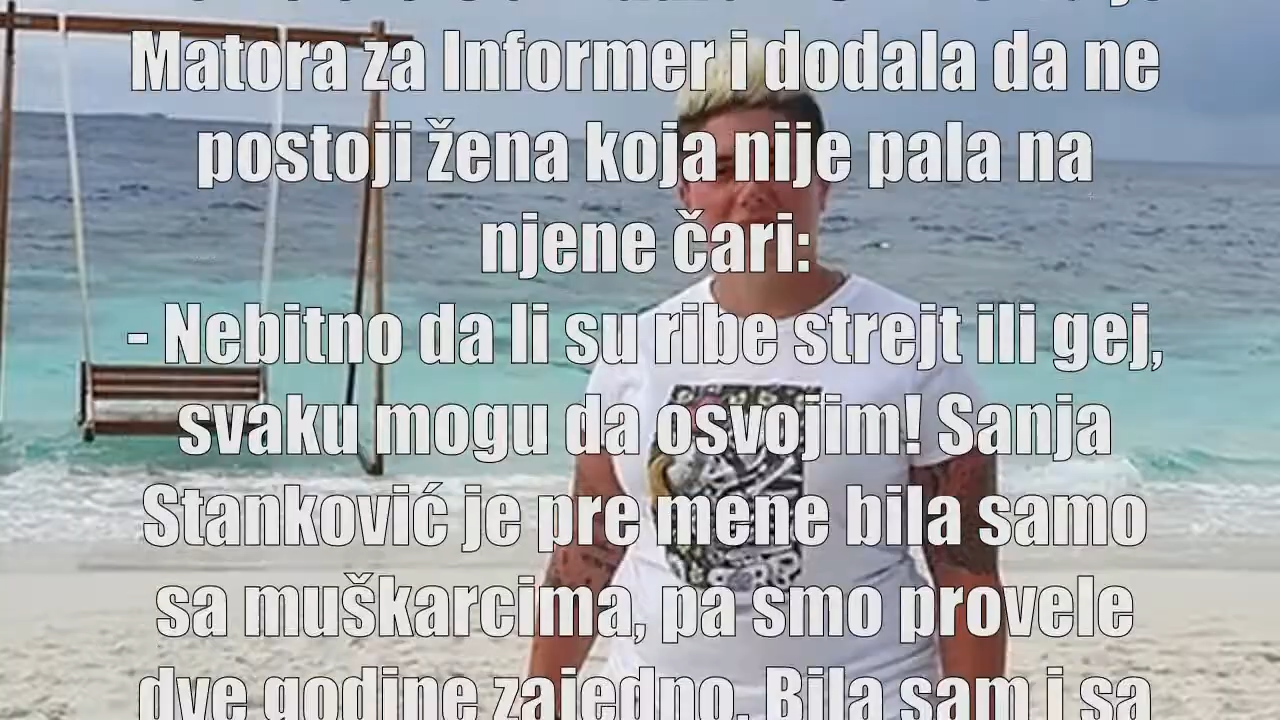 Matora za Informer i dodala da ne
postoji žena koja nije pala na
njene čari:
- Nebitno da li su ribe strejt ili gej,
svaku mogu da osvojim! Sanja
Stanković je pre mene bila samo
sa muškarcima, pa smo provele
dve godine zajedno. Bila sam i sa